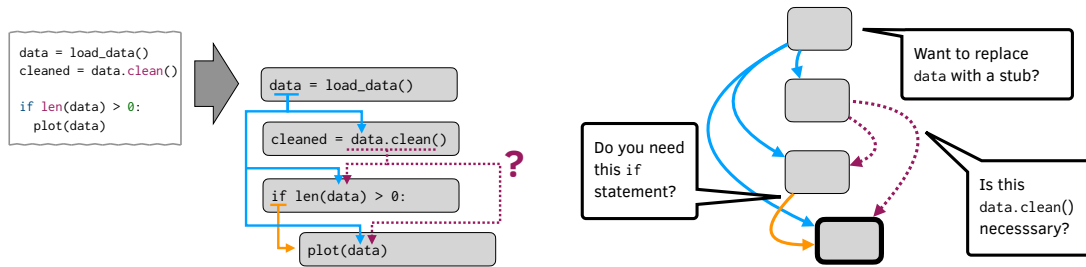 data = load_data()
cleaned = data.clean()
if len(data) > 0:
plot(data)
data = load_data()
cleaned = data.clean()
if len(data) > 0:
plot(data)
?
Want to replace
data with a stub?
Do you need
this if
statement?
Is this
data.clean()
necesssary?